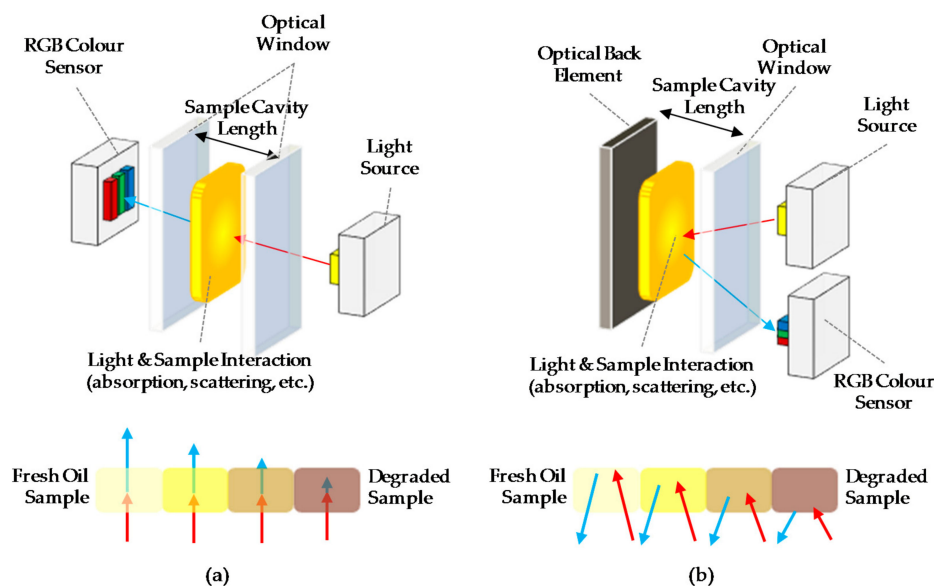 RGB Colour
Sensor
Optical
Window
Sample Cavity
Length
Light
Source
Light & Sample Interaction
(absorption, scattering, etc.)
Fresh Oil
Sample
Degraded
Sample
(a)
Optical Back
Element
Optical
Window
Sample Cavity
Length
Light
Source
Light & Sample Interaction
(absorption, scattering, etc.)
RGB Colour
Sensor
Fresh Oil
Sample
Degraded
Sample
(b)